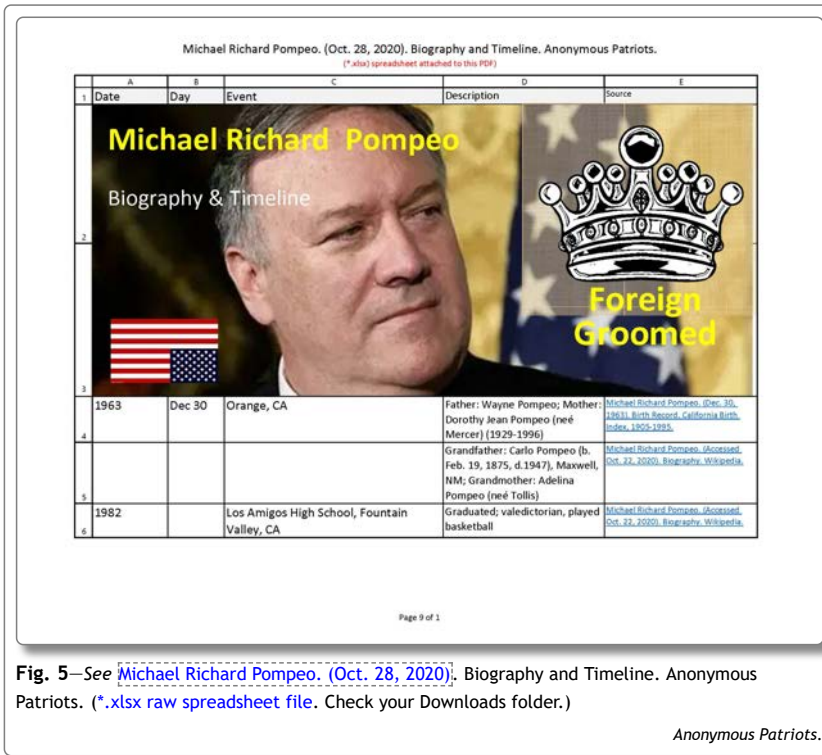 Michael Richard Pompeo. (Oct. 28, 2020). Biography and Timeline. Anonymous Patriots.
(*.xlsx) spreadsheet attached to this PDF)
A B C D E
1 Date Day Event Description Source
Michael Richard Pompeo
Biography & Timeline
2
Foreign
Groomed
3
1963 Dec 30 Orange, CA Father: Wayne Pompeo; Mother: Michael Richard Pompeo. (Dec. 30,
Dorothy Jean Pompeo (neé 1963). Birth Record. California Birth
4 Mercer) (1929-1996) Index, 1905-1995.
Grandfather: Carlo Pompeo (b. Michael Richard Pompeo. (Accessed
Feb. 19, 1875, d.1947), Maxwell, Oct. 22, 2020). Biography. Wikipedia.
NM; Grandmother: Adelina
5 Pompeo (neé Tollis)
1982 Los Amigos High School, Fountain Graduated; valedictorian, played Michael Richard Pompeo. (Accessed
6 Valley, CA basketball Oct. 22, 2020). Biography. Wikipedia.
Page 9 of 1
Fig. 5—See Michael Richard Pompeo. (Oct. 28, 2020). Biography and Timeline. Anonymous
Patriots. (*.xlsx raw spreadsheet file. Check your Downloads folder.)
Anonymous Patriots.